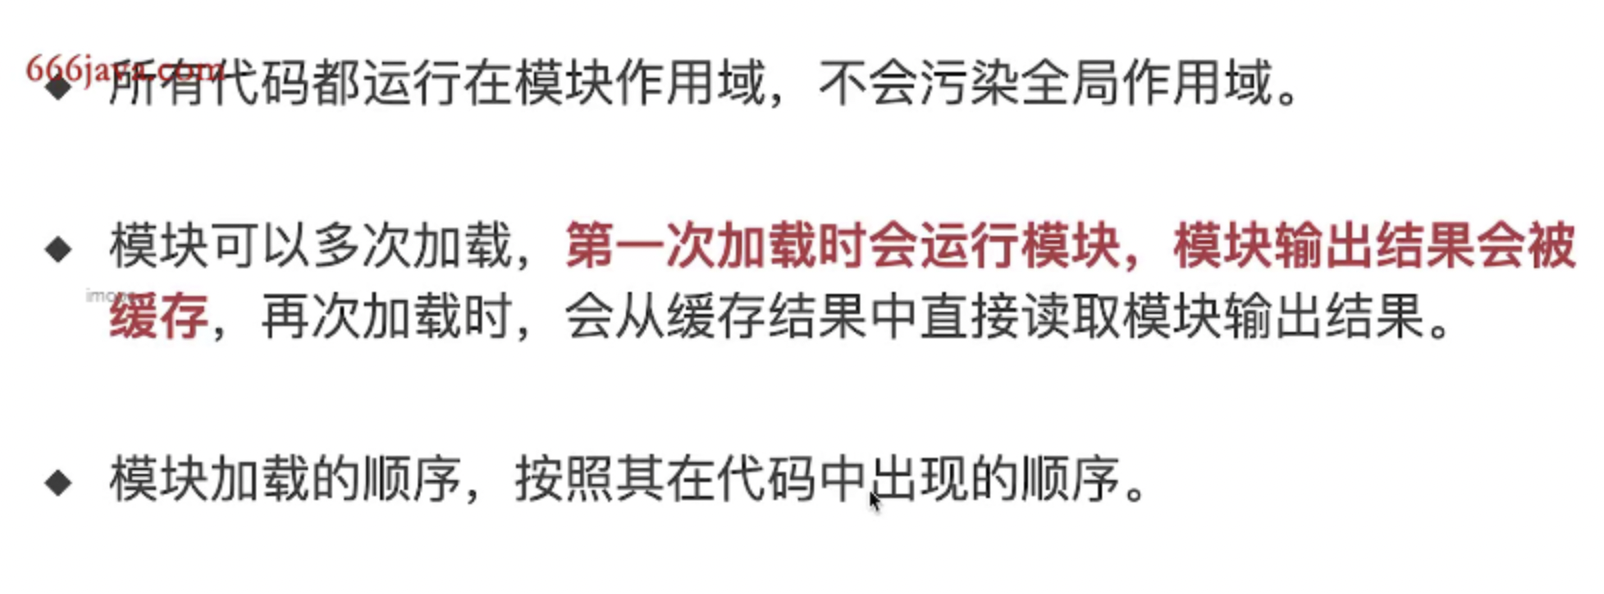 666java.com
所有代码都运行在模块作用域，不会污染全局作用域。
模块可以多次加载，第一次加载时会运行模块，模块输出结果会被
缓存，再次加载时，会从缓存结果中直接读取模块输出结果。
模块加载的顺序，按照其在代码中出现的顺序。